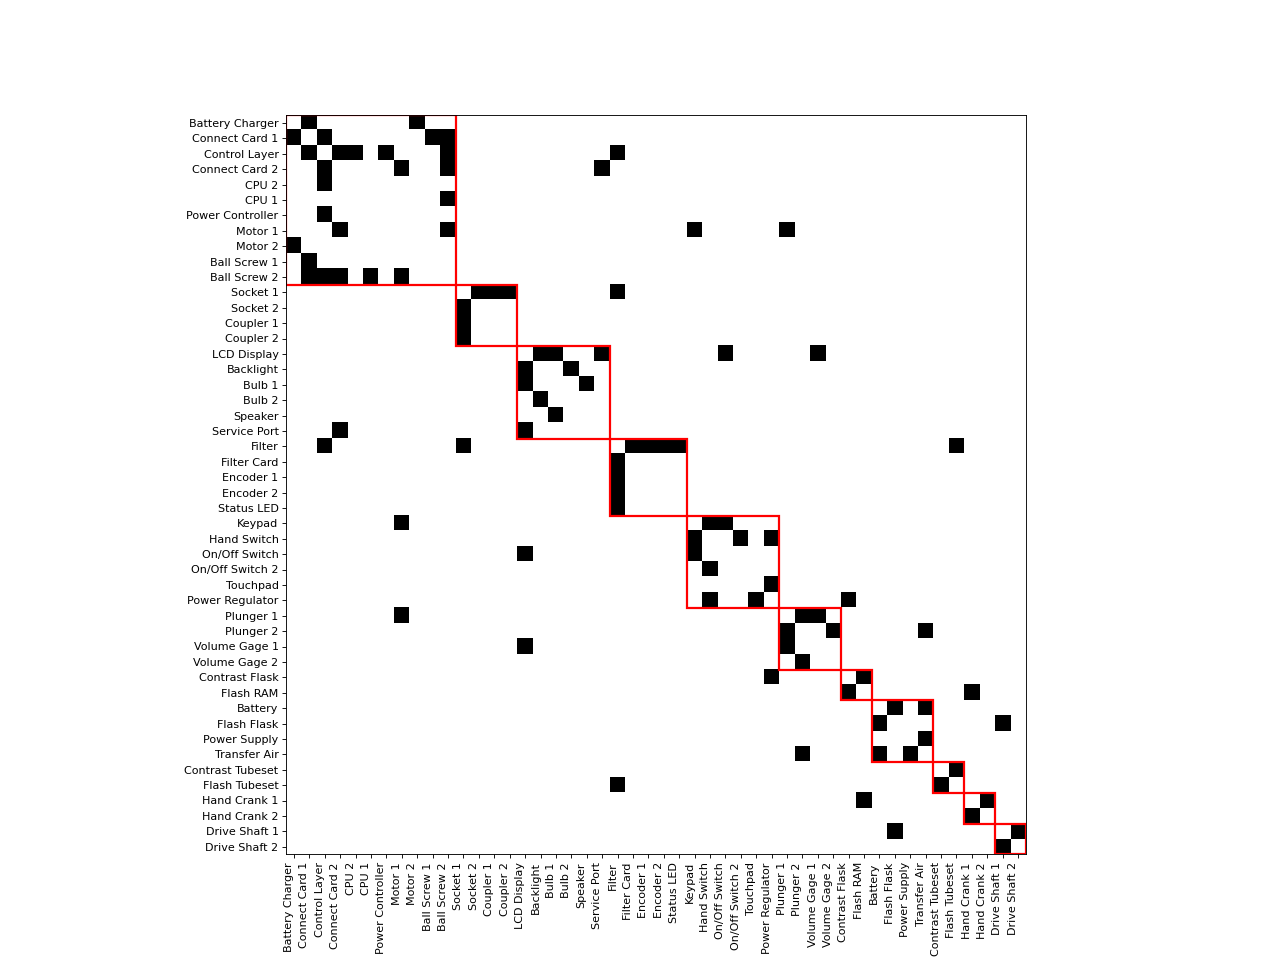 Battery Charger
Connect Card 1
Control Layer
Connect Card 2
CPU 2
CPU 1
Power Controller
Motor 1
Motor 2
Ball Screw 1
Ball Screw 2
Socket 1
Socket 2
Coupler 1
Coupler 2
LCD Display
Backlight
Bulb 1
Bulb 2
Speaker
Service Port
Filter
Filter Card
Encoder 1
Encoder 2
Status LED
Keypad
Hand Switch
On/Off Switch
On/Off Switch 2
Touchpad
Power Regulator
Plunger 1
Plunger 2
Volume Gage 1
Volume Gage 2
Contrast Flask
Flash RAM
Battery
Flash Flask
Power Supply
Transfer Air
Contrast Tubeset
Flash Tubeset
Hand Crank 1
Hand Crank 2
Drive Shaft 1
Drive Shaft 2
Battery Charger
Connect Card 1
Control Layer
Connect Card 2
CPU 2
CPU 1
Power Controller
Motor 1
Motor 2
Ball Screw 1
Ball Screw 2
Socket 1
Socket 2
Coupler 1
Coupler 2
LCD Display
Backlight
Bulb 1
Bulb 2
Speaker
Service Port
Filter
Filter Card
Encoder 1
Encoder 2
Status LED
Keypad
Hand Switch
On/Off Switch
On/Off Switch 2
Touchpad
Power Regulator
Plunger 1
Plunger 2
Volume Gage 1
Volume Gage 2
Contrast Flask
Flash RAM
Battery
Flash Flask
Power Supply
Transfer Air
Contrast Tubeset
Flash Tubeset
Hand Crank 1
Hand Crank 2
Drive Shaft 1
Drive Shaft 2